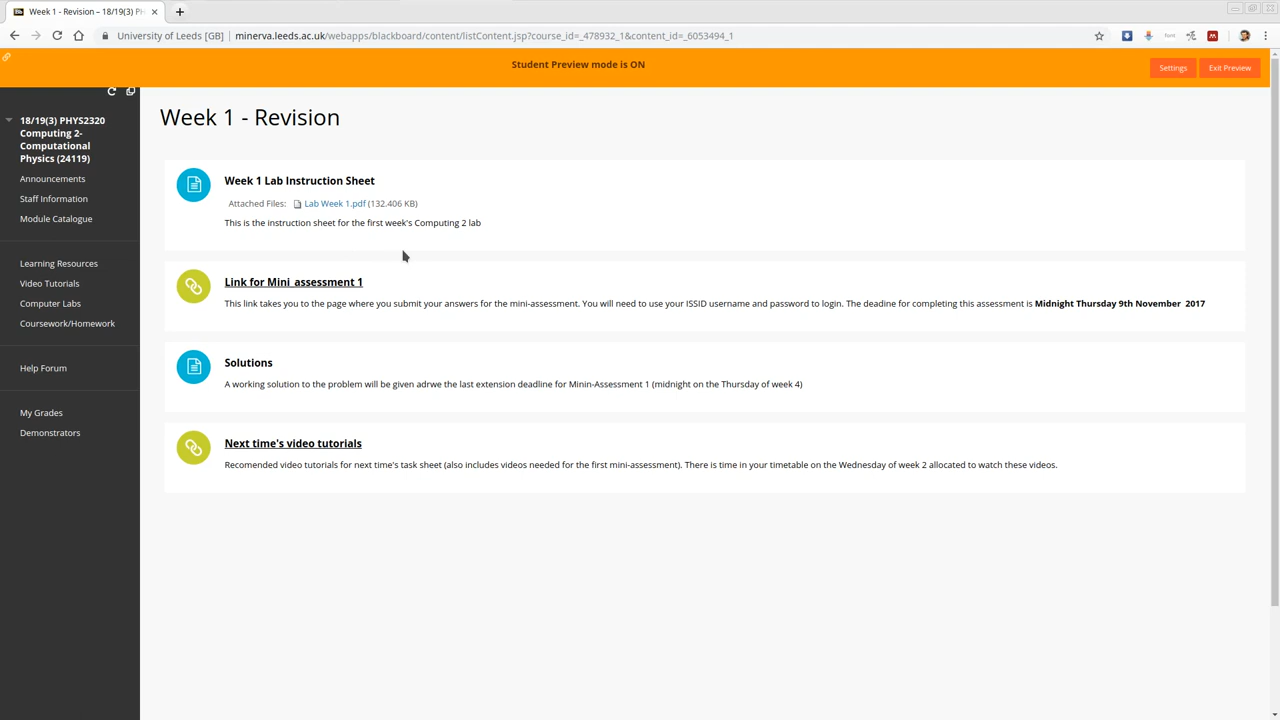 Week 1 - Revision – 18/19(3) PH
University of Leeds [GB] minerva.leeds.ac.uk/webapps/blackboard/content/listContent.jsp?course_id=_478932_1&content_id=_6053494_1
Student Preview mode is ON
Settings
Exit Preview
18/19(3) PHYS2320
Computing 2-
Computational
Physics (24119)
Announcements
Staff Information
Module Catalogue
Learning Resources
Video Tutorials
Computer Labs
Coursework/Homework
Help Forum
My Grades
Demonstrators
Week 1 - Revision
Week 1 Lab Instruction Sheet
Attached Files: Lab Week 1.pdf (132.406 KB)
This is the instruction sheet for the first week's Computing 2 lab
Link for Mini assessment 1
This link takes you to the page where you submit your answers for the mini-assessment. You will need to use your ISSID username and password to login. The deadine for completing this assessment is Midnight Thursday 9th November 2017
Solutions
A working solution to the problem will be given adrwe the last extension deadline for Minin-Assessment 1 (midnight on the Thursday of week 4)
Next time's video tutorials
Recomended video tutorials for next time's task sheet (also includes videos needed for the first mini-assessment). There is time in your timetable on the Wednesday of week 2 allocated to watch these videos.